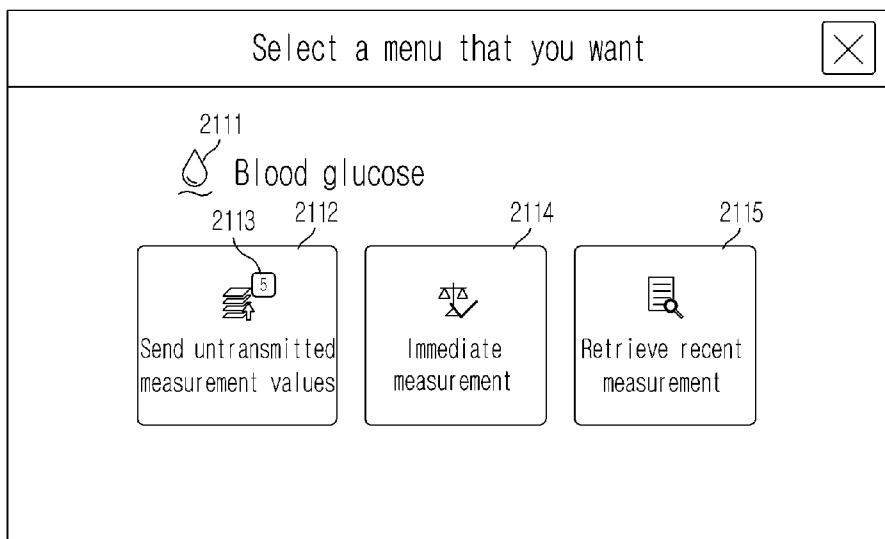 Select a menu that you want
2111
Blood glucose
2113
2112
2114
2115
5
Send untransmitted
measurement values
Immediate
measurement
Retrieve recent
measurement